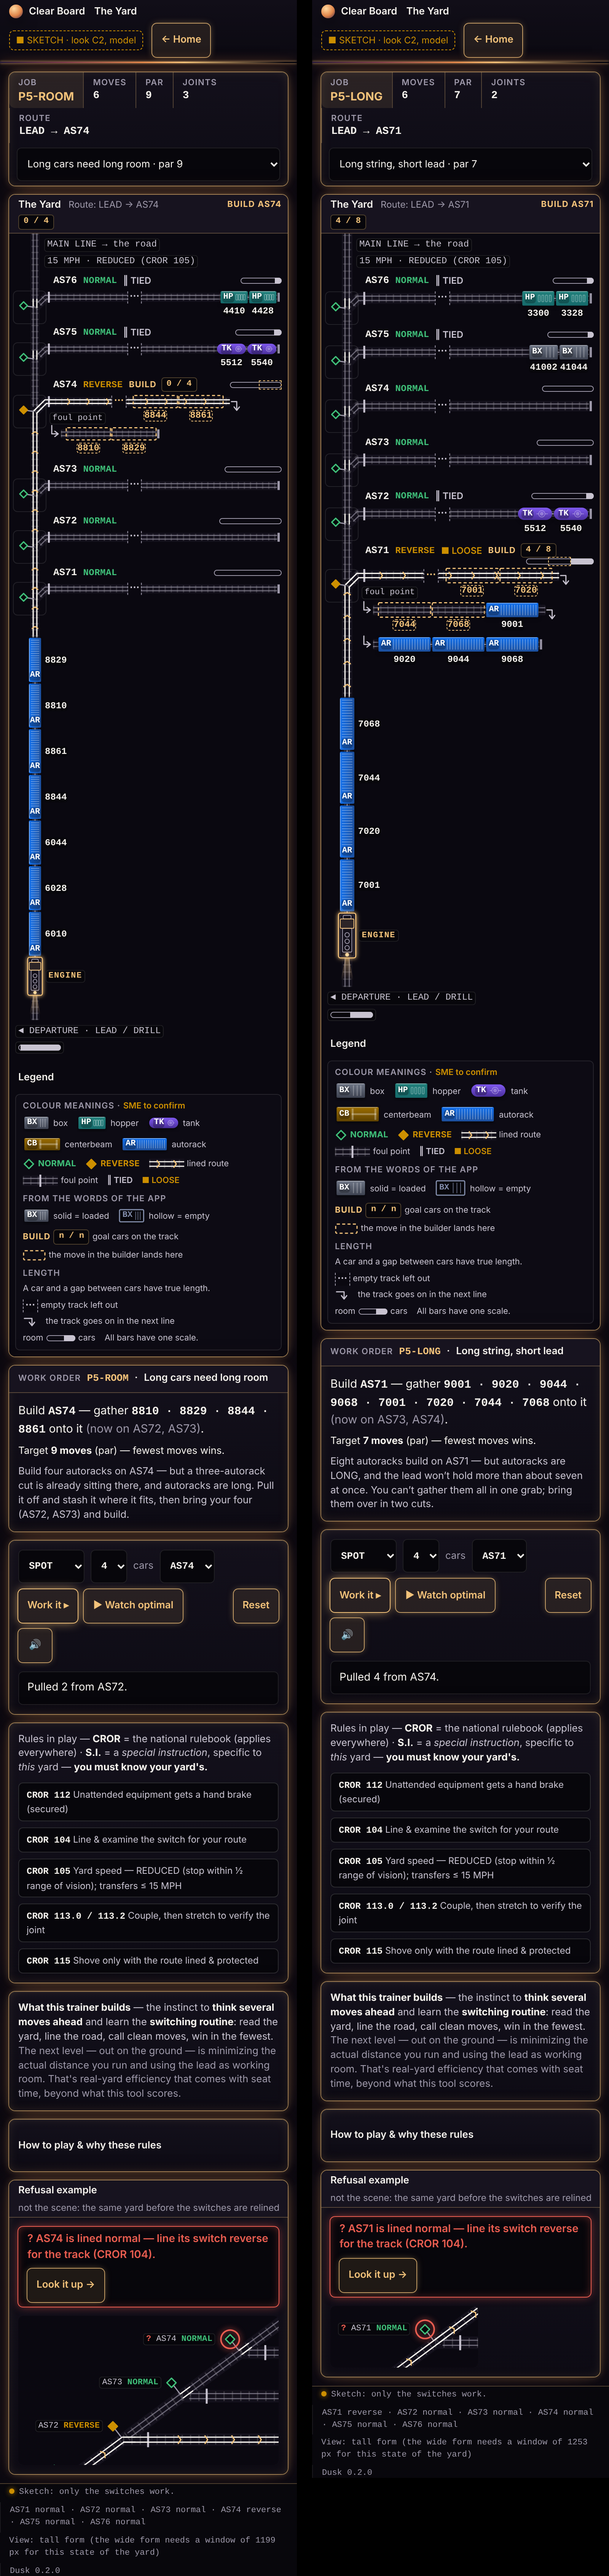 Clear Board The Yard
SKETCH · look C2, model
← Home
JOB
P5-ROOM
MOVES
6
PAR
9
JOINTS
3
ROUTE
LEAD → AS74
Long cars need long room · par 9
The Yard Route: LEAD → AS74 BUILD AS74
0 / 4
MAIN LINE → the road
15 MPH · REDUCED (CROR 105)
AS76 NORMAL TIED
HP HP
4410 4428
AS75 NORMAL TIED
TK TK
5512 5540
AS74 REVERSE BUILD 0 / 4
8844 8861
foul point
8810 8829
AS73 NORMAL
AS72 NORMAL
AS71 NORMAL
8829
AR
8810
AR
8861
AR
8844
AR
6044
AR
6028
AR
6010
AR
ENGINE
◄ DEPARTURE · LEAD / DRILL
Legend
COLOUR MEANINGS · SME to confirm
BX box HP hopper TK tank
CB centerbeam AR autorack
NORMAL REVERSE lined route
foul point TIED LOOSE
FROM THE WORDS OF THE APP
BX solid = loaded BX hollow = empty
BUILD n / n goal cars on the track
the move in the builder lands here
LENGTH
A car and a gap between cars have true length.
empty track left out
the track goes on in the next line
room cars All bars have one scale.
WORK ORDER P5-ROOM · Long cars need long room
Build AS74 — gather 8810 · 8829 · 8844 ·
8861 onto it (now on AS72, AS73).
Target 9 moves (par) — fewest moves wins.
Build four autoracks on AS74 — but a three-autorack
cut is already sitting there, and autoracks are long. Pull
it off and stash it where it fits, then bring your four
(AS72, AS73) and build.
SPOT 4 cars AS74
Work it ▸ ▶ Watch optimal Reset
Pulled 2 from AS72.
Rules in play — CROR = the national rulebook (applies
everywhere) · S.I. = a special instruction, specific to
this yard — you must know your yard's.
CROR 112 Unattended equipment gets a hand brake
(secured)
CROR 104 Line & examine the switch for your route
CROR 105 Yard speed — REDUCED (stop within ½
range of vision); transfers ≤ 15 MPH
CROR 113.0 / 113.2 Couple, then stretch to verify the
joint
CROR 115 Shove only with the route lined & protected
What this trainer builds — the instinct to think several
moves ahead and learn the switching routine: read the
yard, line the road, call clean moves, win in the fewest.
The next level — out on the ground — is minimizing the
actual distance you run and using the lead as working
room. That's real-yard efficiency that comes with seat
time, beyond what this tool scores.
How to play & why these rules
Refusal example
not the scene: the same yard before the switches are relined
? AS74 is lined normal — line its switch reverse
for the track (CROR 104).
Look it up →
? AS74 NORMAL
AS73 NORMAL
AS72 REVERSE
Sketch: only the switches work.
AS71 normal · AS72 normal · AS73 normal · AS74 reverse
· AS75 normal · AS76 normal
View: tall form (the wide form needs a window of 1199
px for this state of the yard)
Dusk 0.2.0
Clear Board The Yard
SKETCH · look C2, model
← Home
JOB
P5-LONG
MOVES
6
PAR
7
JOINTS
2
ROUTE
LEAD → AS71
Long string, short lead · par 7
The Yard Route: LEAD → AS71 BUILD AS71
4 / 8
MAIN LINE → the road
15 MPH · REDUCED (CROR 105)
AS76 NORMAL TIED
HP HP
3300 3328
AS75 NORMAL TIED
BX BX
41002 41044
AS74 NORMAL
AS73 NORMAL
AS72 NORMAL TIED
TK TK
5512 5540
AS71 REVERSE LOOSE BUILD 4 / 8
7001 7020
foul point
AR
7044 7068 9001
AR AR AR
9020 9044 9068
7068
AR
7044
AR
7020
AR
7001
AR
ENGINE
◄ DEPARTURE · LEAD / DRILL
Legend
COLOUR MEANINGS · SME to confirm
BX box HP hopper TK tank
CB centerbeam AR autorack
NORMAL REVERSE lined route
foul point TIED LOOSE
FROM THE WORDS OF THE APP
BX solid = loaded BX hollow = empty
BUILD n / n goal cars on the track
the move in the builder lands here
LENGTH
A car and a gap between cars have true length.
empty track left out
the track goes on in the next line
room cars All bars have one scale.
WORK ORDER P5-LONG · Long string, short lead
Build AS71 — gather 9001 · 9020 · 9044 ·
9068 · 7001 · 7020 · 7044 · 7068 onto it
(now on AS73, AS74).
Target 7 moves (par) — fewest moves wins.
Eight autoracks build on AS71 — but autoracks are
LONG, and the lead won't hold more than about seven
at once. You can't gather them all in one grab; bring
them over in two cuts.
SPOT 4 cars AS71
Work it ▸ ▶ Watch optimal Reset
Pulled 4 from AS74.
Rules in play — CROR = the national rulebook (applies
everywhere) · S.I. = a special instruction, specific to
this yard — you must know your yard's.
CROR 112 Unattended equipment gets a hand brake
(secured)
CROR 104 Line & examine the switch for your route
CROR 105 Yard speed — REDUCED (stop within ½
range of vision); transfers ≤ 15 MPH
CROR 113.0 / 113.2 Couple, then stretch to verify the
joint
CROR 115 Shove only with the route lined & protected
What this trainer builds — the instinct to think several
moves ahead and learn the switching routine: read the
yard, line the road, call clean moves, win in the fewest.
The next level — out on the ground — is minimizing the
actual distance you run and using the lead as working
room. That's real-yard efficiency that comes with seat
time, beyond what this tool scores.
How to play & why these rules
Refusal example
not the scene: the same yard before the switches are relined
? AS71 is lined normal — line its switch reverse
for the track (CROR 104).
Look it up →
? AS71 NORMAL
Sketch: only the switches work.
AS71 reverse · AS72 normal · AS73 normal · AS74 normal
· AS75 normal · AS76 normal
View: tall form (the wide form needs a window of 1253
px for this state of the yard)
Dusk 0.2.0